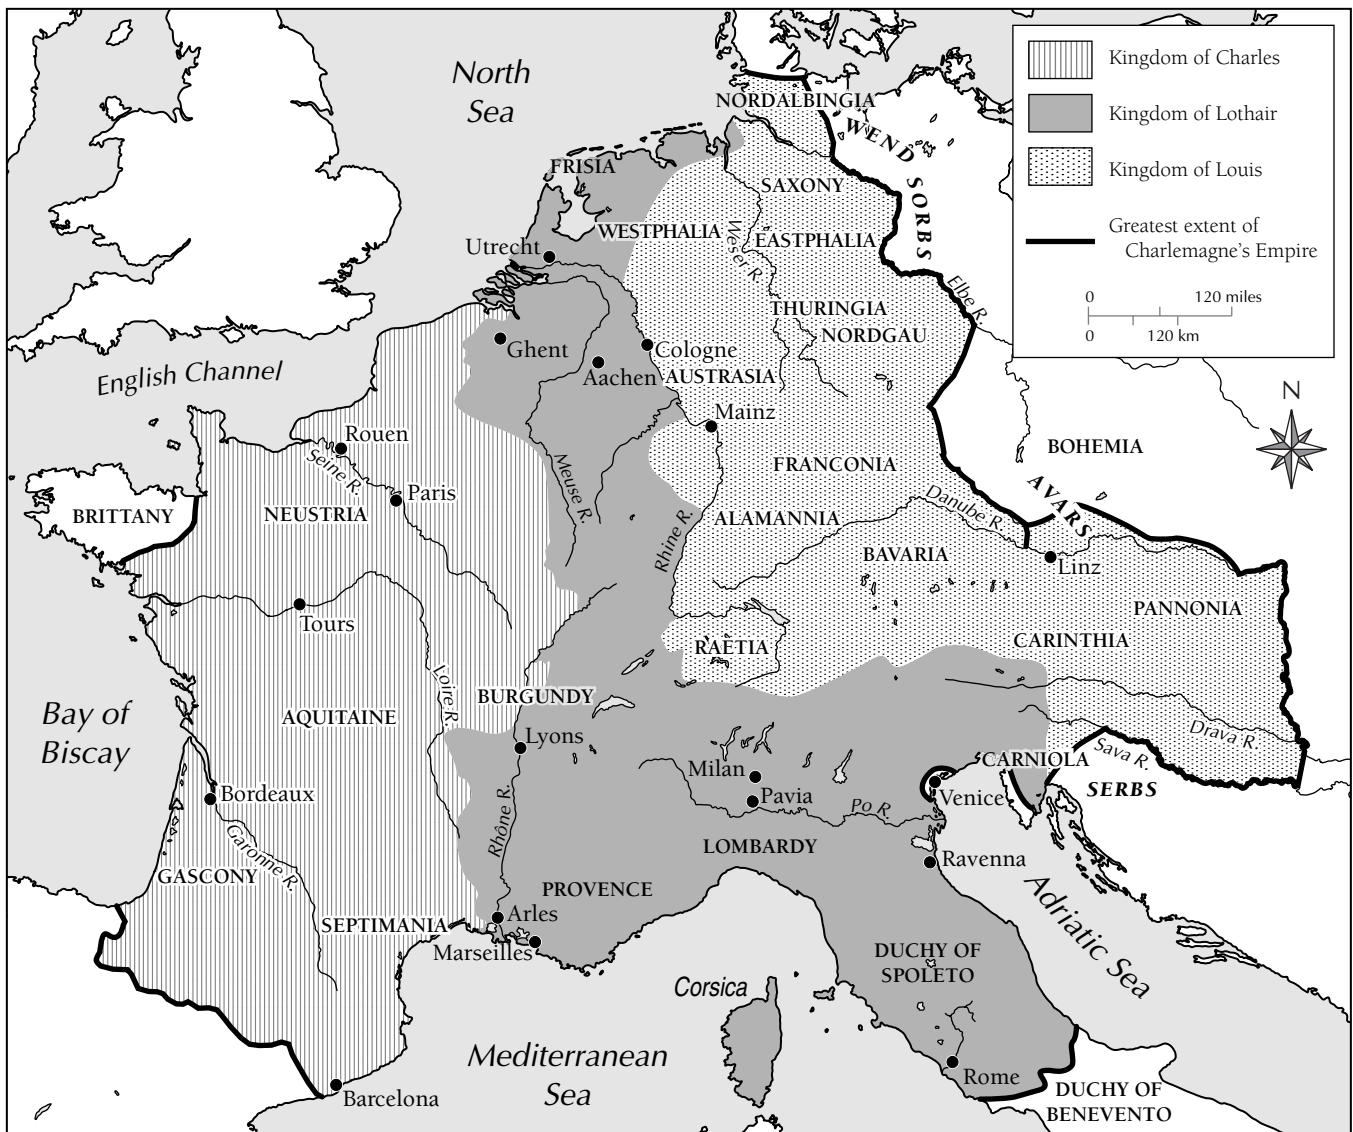 North
Sea
Kingdom of Charles
Kingdom of Lothair
Kingdom of Louis
Greatest extent of
Charlemagne's Empire
0 120 miles
0 120 km
N
NORDALBINGIA
WEND
SORBS
FRISIA
SAXONY
WESTPHALIA
Weser R.
EASTPHALIA
Utrecht
Elbe R.
THURINGIA
NORDGAU
Ghent
Cologne
Aachen
AUSTRASIA
English Channel
Mainz
Rouen
Seine R.
BOHEMIA
FRANCONIA
Meuse R.
AVARS
Paris
BRITTANY
NEUSTRIA
ALAMANNIA
Danube R.
Rhine R.
BAVARIA
Linz
Tours
PANNONIA
CARINTHIA
RAETIA
Loire R.
BURGUNDY
Bay of
Biscay
AQUITAINE
Lyons
Drava R.
Sava R.
CARNIOLA
Milan
SERBS
Bordeaux
Pavia
Po R.
Venice
Rhône R.
LOMBARDY
Garonne R.
Ravenna
GASCONY
PROVENCE
Arles
SEPTIMANIA
Marseilles
Adriatic Sea
DUCHY OF
SPOLETO
Corsica
Mediterranean
Sea
Rome
Barcelona
DUCHY OF
BENEVENTO